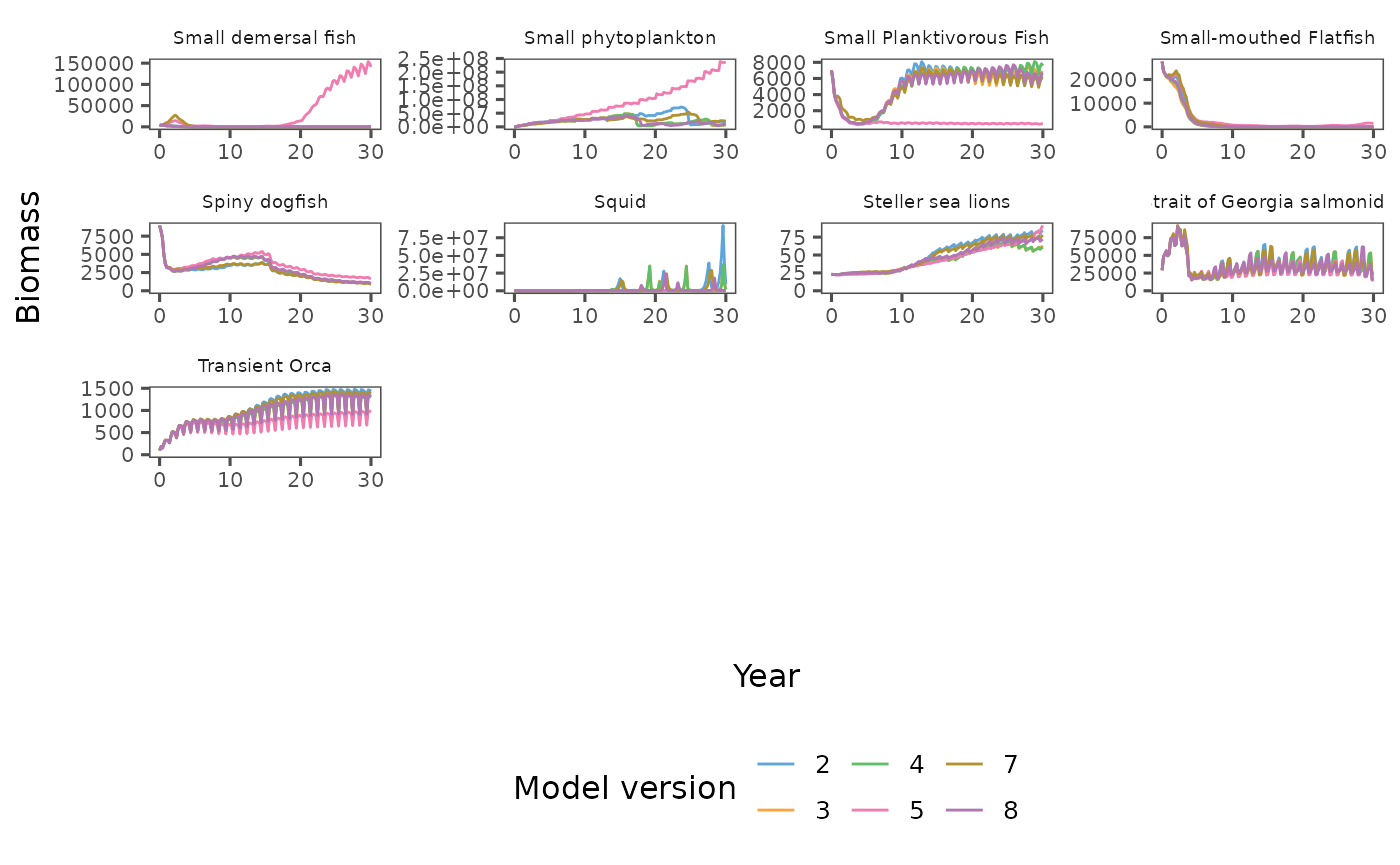 Small demersal fish
Small phytoplankton
Small Planktivorous Fish
Small-mouthed Flatfish
150000
100000
50000
0
0 10 20 30
2.5e+08
2.0e+08
1.5e+08
1.0e+08
5.0e+07
0.0e+00
0 10 20 30
8000
6000
4000
2000
0
0 10 20 30
20000
10000
0
0 10 20 30
Biomass
Spiny dogfish
Squid
Steller sea lions
trait of Georgia salmonid
7500
5000
2500
0
0 10 20 30
7.5e+07
5.0e+07
2.5e+07
0.0e+00
0 10 20 30
75
50
25
0
0 10 20 30
75000
50000
25000
0
0 10 20 30
Transient Orca
1500
1000
500
0
0 10 20 30
Year
Model version
2 4 7
3 5 8